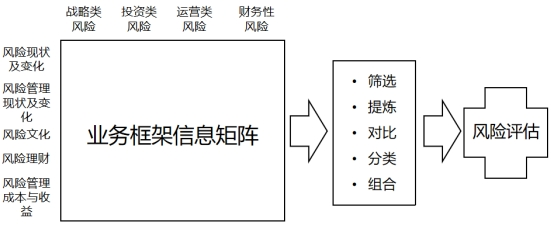 战略类
风险
投资类
风险
运营类
风险
财务性
风险
风险现状
及变化
风险管理
现状及变
化
风险文化
风险理财
风险管理
成本与收
益
业务框架信息矩阵
• 筛选
• 提炼
• 对比
• 分类
• 组合
风险评估